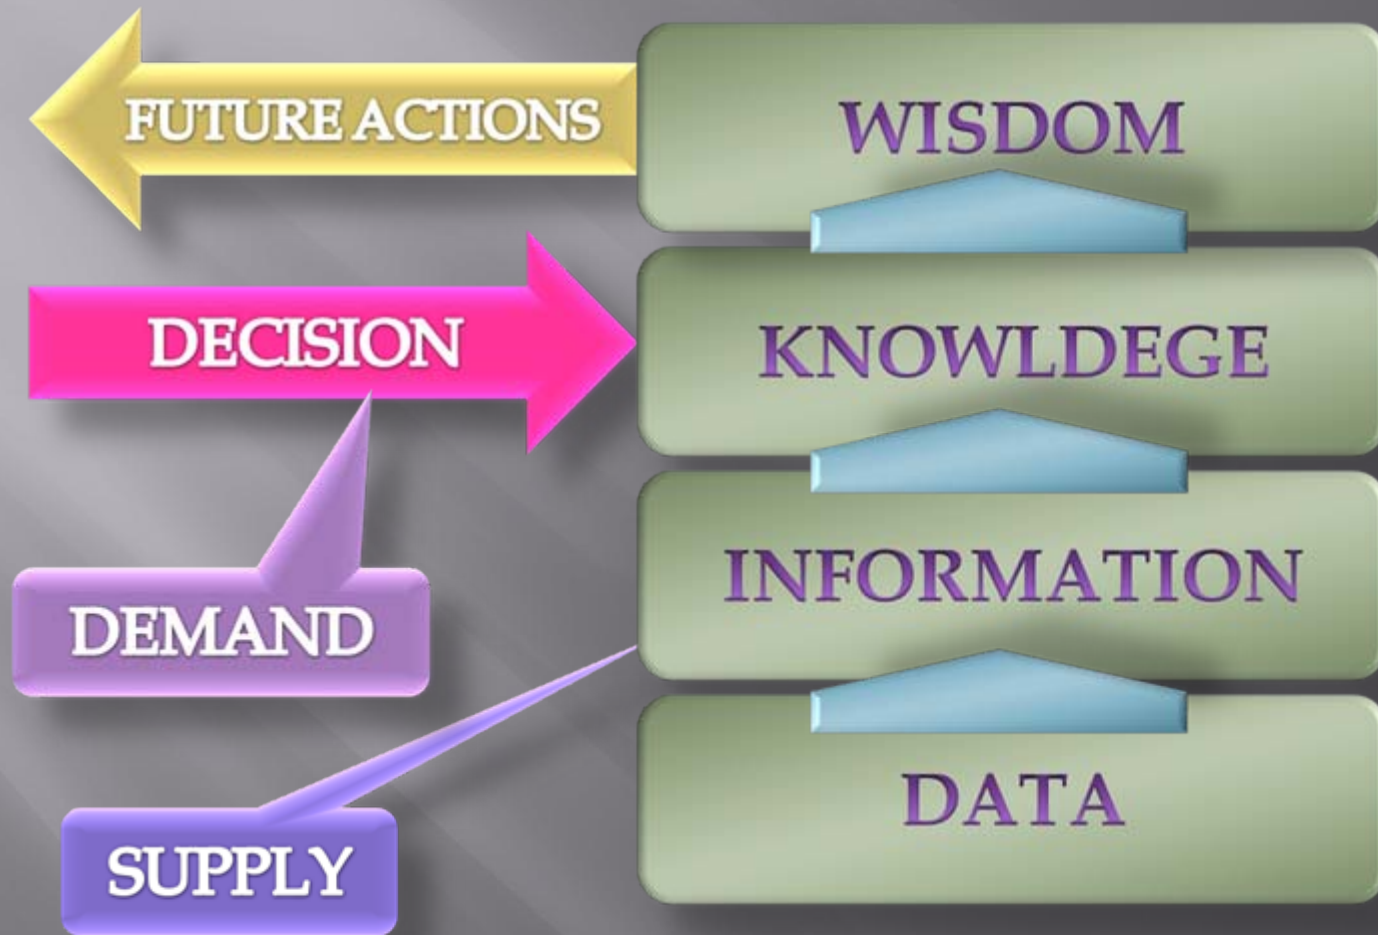 FUTURE ACTIONS
WISDOM
DECISION
KNOWLDEGE
DEMAND
INFORMATION
SUPPLY
DATA